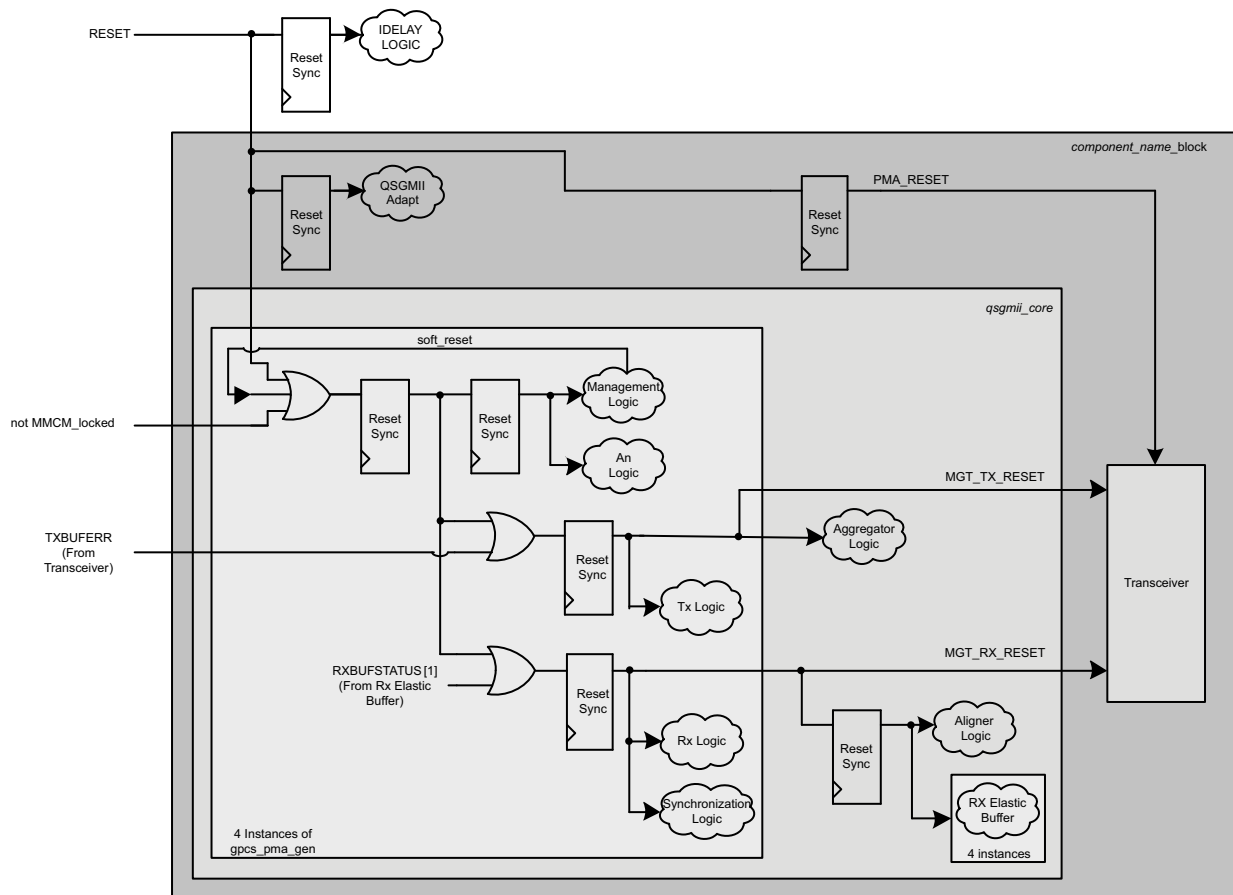 RESET
Reset
Sync
IDELAY
LOGIC
component_name_block
Reset
Sync
QSGMII
Adapt
Reset
Sync
PMA_RESET
qsgmii_core
soft_reset
not MMCM_locked
Reset
Sync
Reset
Sync
Management
Logic
An
Logic
TXBUFERR
(From
Transceiver)
Reset
Sync
Tx Logic
Aggregator
Logic
MGT_TX_RESET
Transceiver
RXBUFSTATUS[1]
(From Rx Elastic
Buffer)
Reset
Sync
MGT_RX_RESET
Rx Logic
Synchronization
Logic
Reset
Sync
Aligner
Logic
RX Elastic
Buffer
4 instances
4 Instances of
gpcs_pma_gen